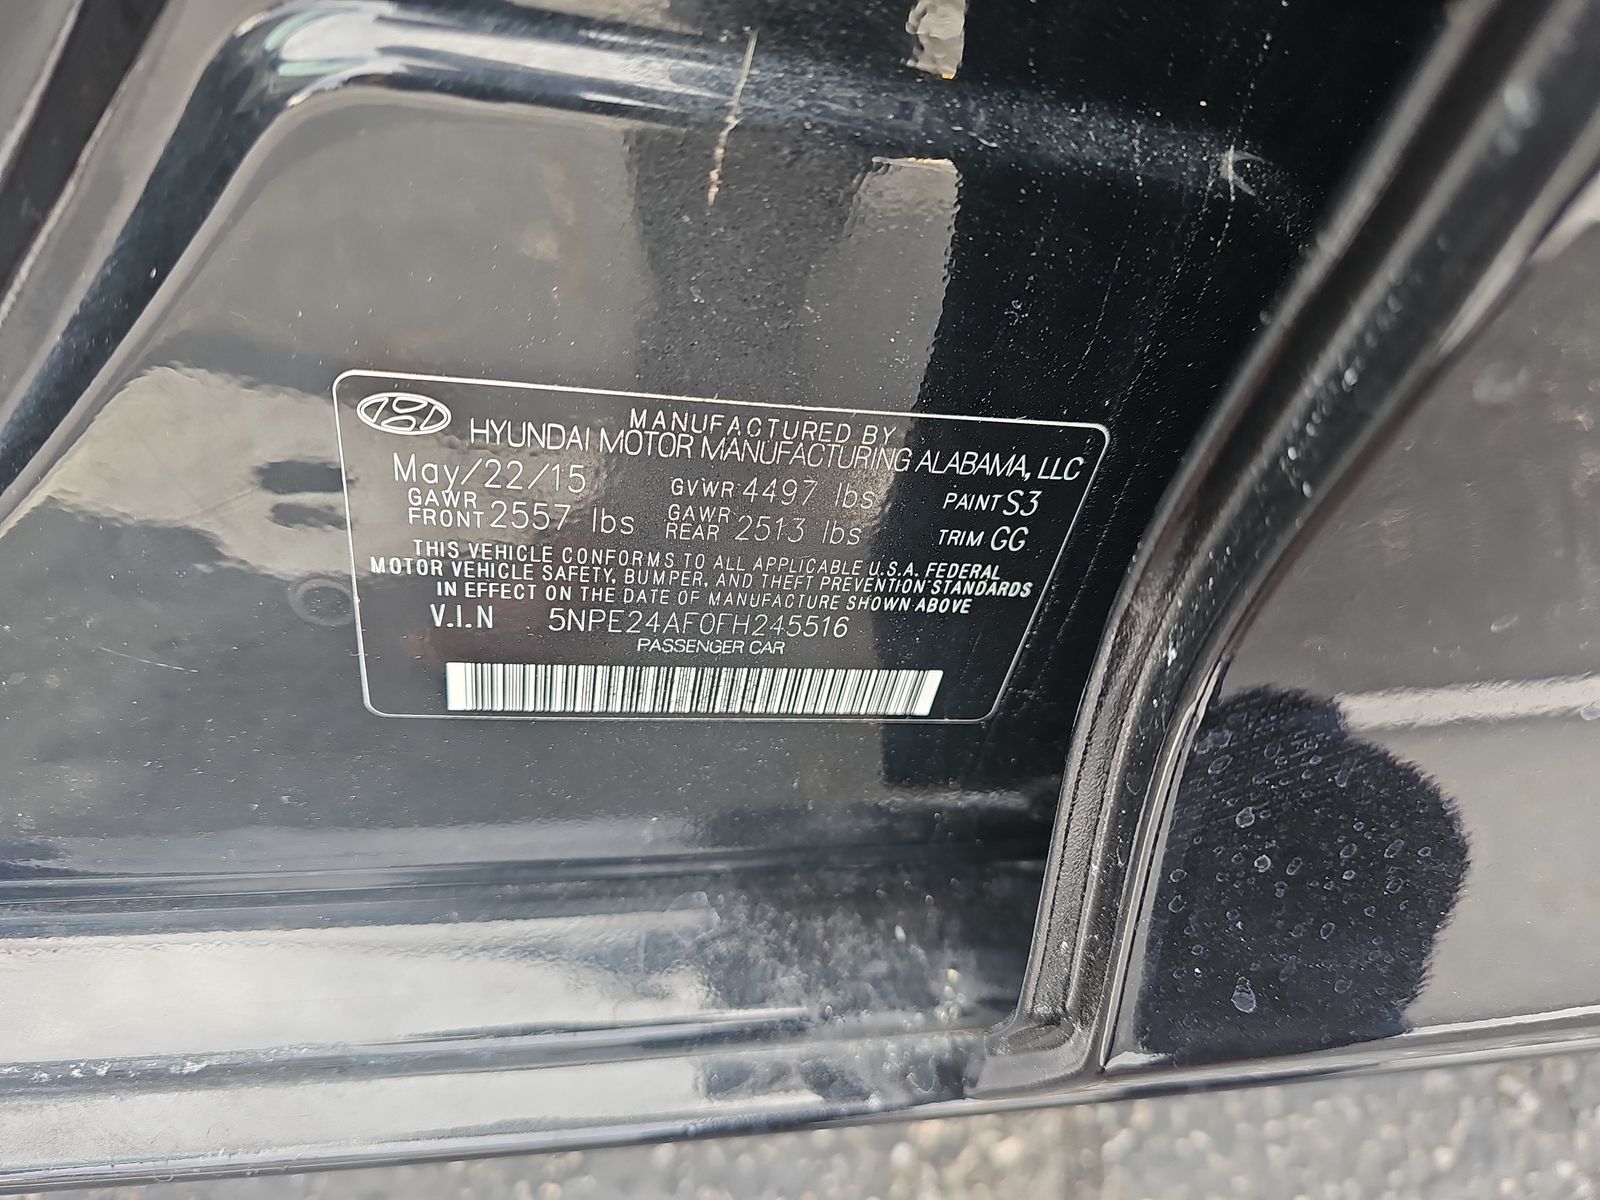 MANUFACTURED BY
HYUNDAI MOTOR MANUFACTURING ALABAMA, LLC
May/22/15 GVWR 4497 lbs PAINT S3
GAWR FRONT 2557 lbs GAWR REAR 2513 lbs TRIM GG
THIS VEHICLE CONFORMS TO ALL APPLICABLE U.S.A. FEDERAL
MOTOR VEHICLE SAFETY, BUMPER, AND THEFT PREVENTION STANDARDS
IN EFFECT ON THE DATE OF MANUFACTURE SHOWN ABOVE
V.I.N 5NPE24AF0FH245516
PASSENGER CAR